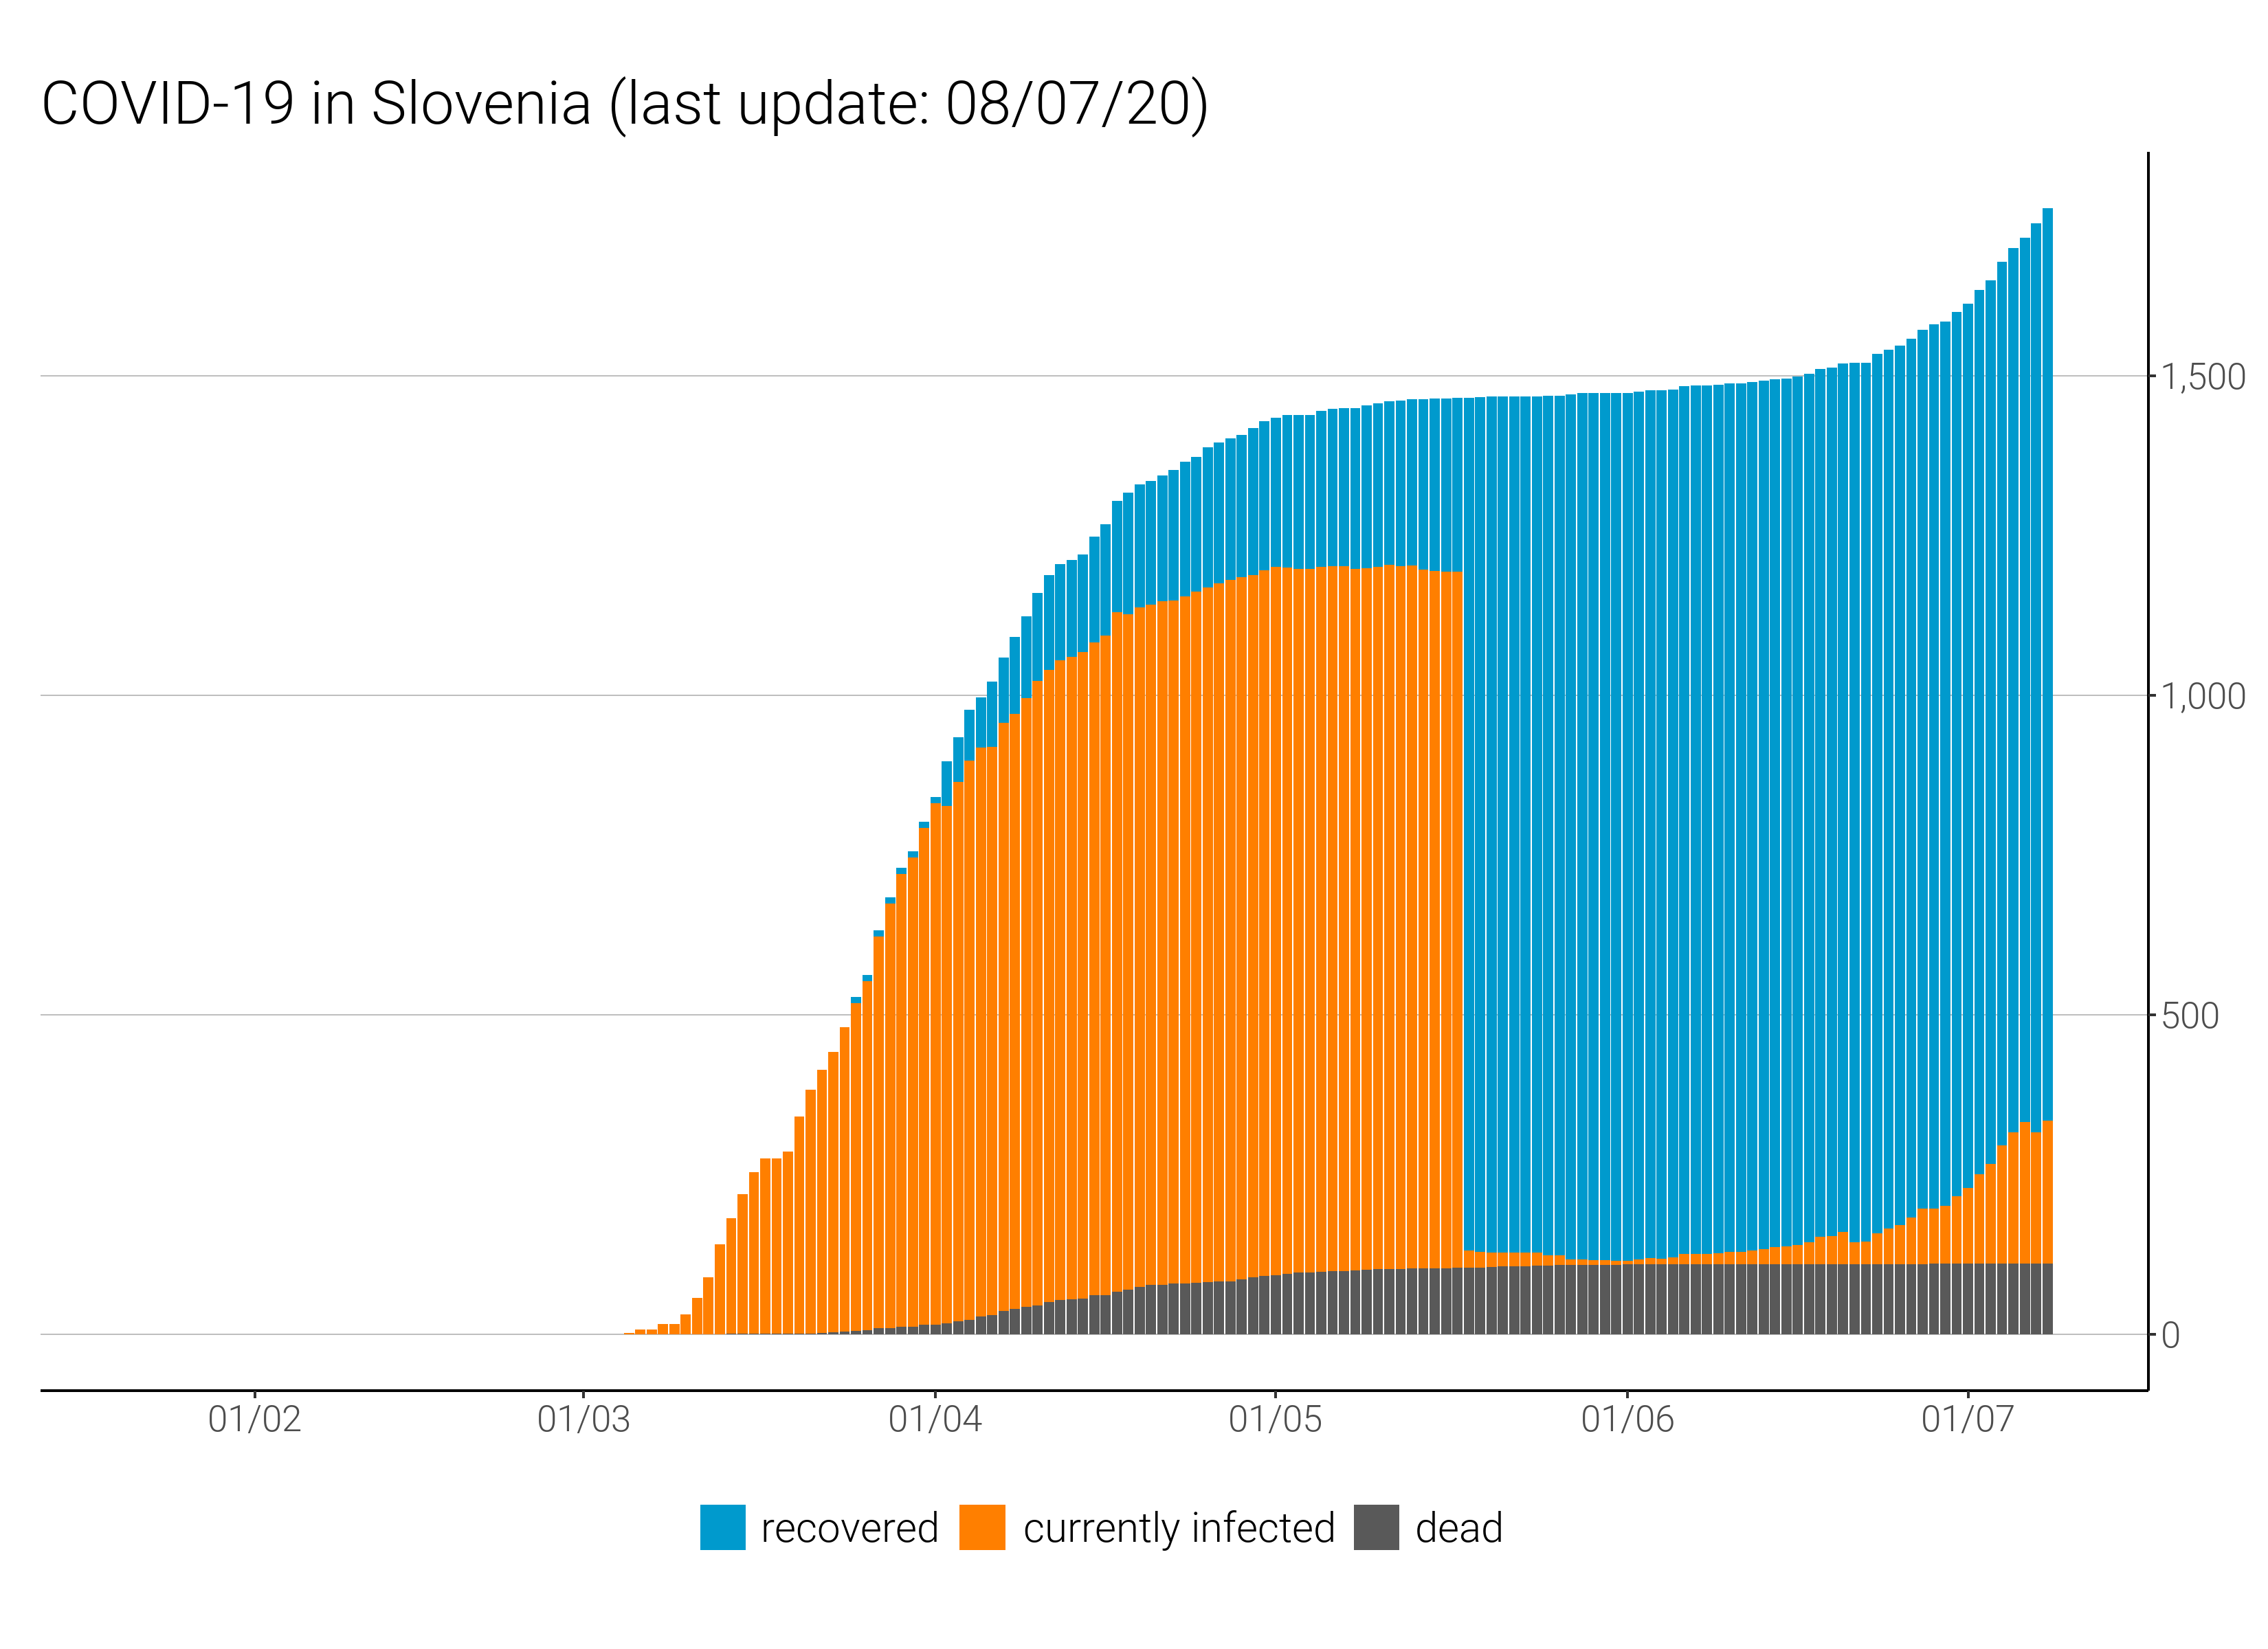 COVID-19 in Slovenia (last update: 08/07/20)
1,500
1,000
500
0
01/02 01/03 01/04 01/05 01/06 01/07
recovered currently infected dead